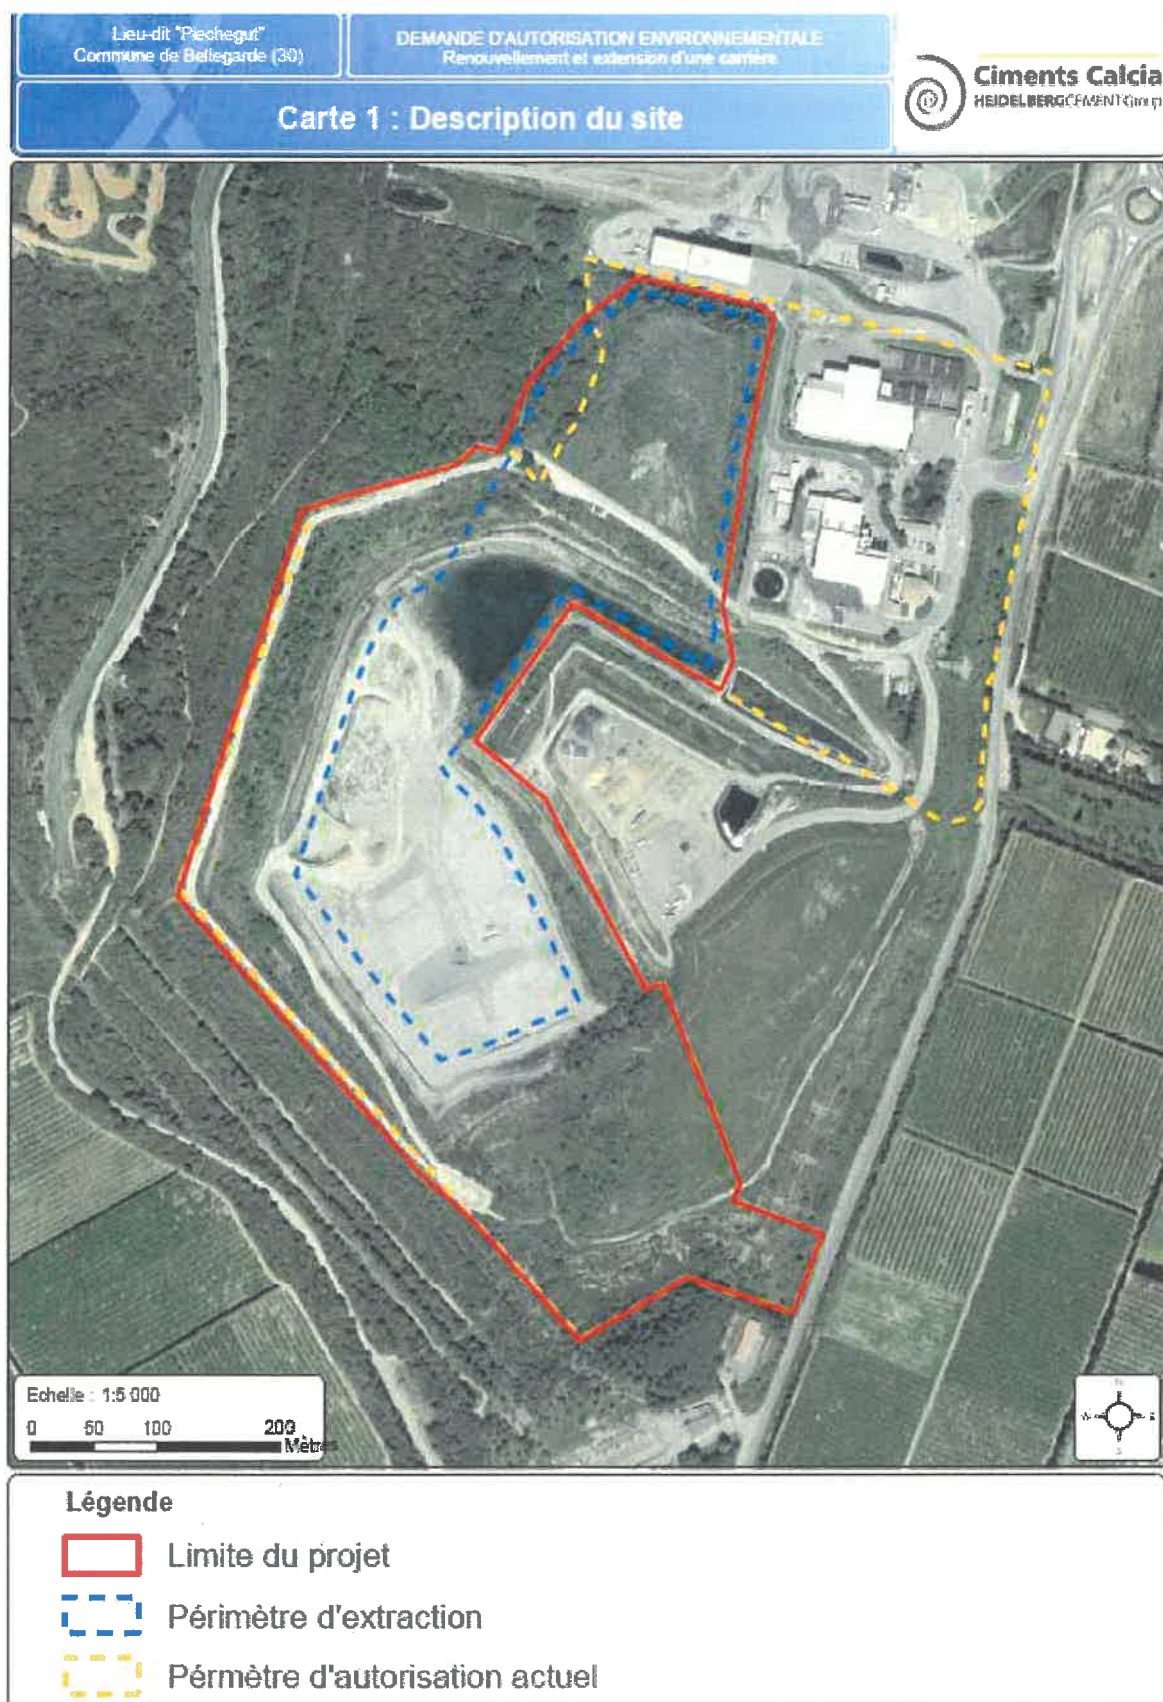 Lieu-dit "Piechegut"
Commune de Bellegarde (30)
DEMANDE D'AUTORISATION ENVIRONNEMENTALE
Renouvellement et extension d'une carrière
Carte 1 : Description du site
Ciments Calcia
HEIDELBERGCEMENT Group
Echelle : 1:5 000
0 50 100 200
Mètres
N
W E
S
Légende
Limite du projet
Périmètre d'extraction
Pérmètre d'autorisation actuel